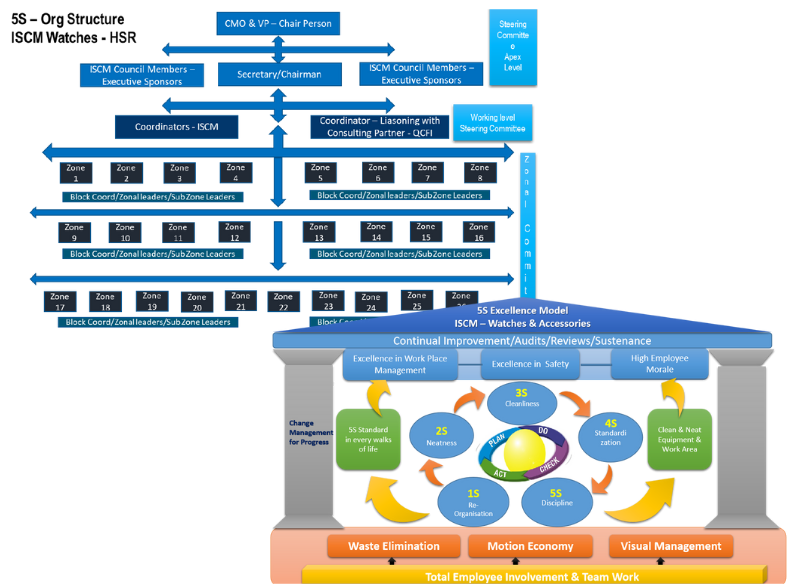 5S – Org Structure
ISCM Watches - HSR
CMO & VP – Chair Person
Steering
Committe
o
Apex
Level
ISCM Council Members –
Executive Sponsors
Secretary/Chairman
ISCM Council Members –
Executive Sponsors
Coordinators - ISCM
Coordinator – Liasoning with
Consulting Partner - QCFI
Working level
Steering Committee
Zone
1
Zone
2
Zone
3
Zone
4
Zone
5
Zone
6
Zone
7
Zone
8
Block Coord/Zonal leaders/SubZone Leaders
Block Coord/Zonal leaders/SubZone Leaders
Zonal Commit
Zone
9
Zone
10
Zone
11
Zone
12
Zone
13
Zone
14
Zone
15
Zone
16
Block Coord/Zonal leaders/SubZone Leaders
Block Coord/Zonal leaders/SubZone Leaders
Zone
17
Zone
18
Zone
19
Zone
20
Zone
21
Zone
22
Zone
23
Zone
24
Zone
25
Zone
Block Coord/Zonal leaders/SubZone Leaders
Block
5S Excellence Model
ISCM – Watches & Accessories
Continual Improvement/Audits/Reviews/Sustenance
Excellence in Work Place
Management
Excellence in Safety
High Employee
Morale
Change
Management
for Progress
5S Standard
in every walks
of life
2S
Neatness
3S
Cleanliness
4S
Standardi
zation
Clean & Neat
Equipment &
Work Area
PLAN
DO
CHECK
ACT
1S
Re-
Organisation
5S
Discipline
Waste Elimination
Motion Economy
Visual Management
Total Employee Involvement & Team Work